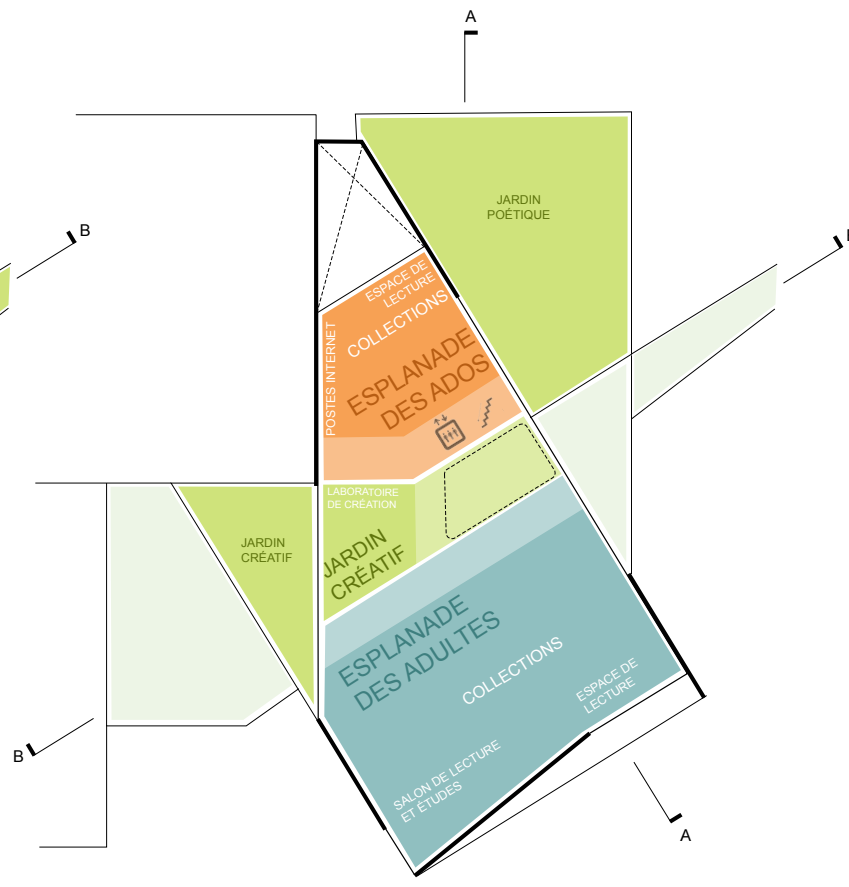 A
JARDIN
POÉTIQUE
B
ESPACE DE
LECTURE
COLLECTIONS
POSTES INTERNET
ESPLANADE
DES ADOS
LABORATOIRE
DE CRÉATION
JARDIN
CRÉATIF
JARDIN
CRÉATIF
ESPLANADE
DES ADULTES
COLLECTIONS
ESPACE DE
LECTURE
SALON DE LECTURE
ET ÉTUDES
B
A